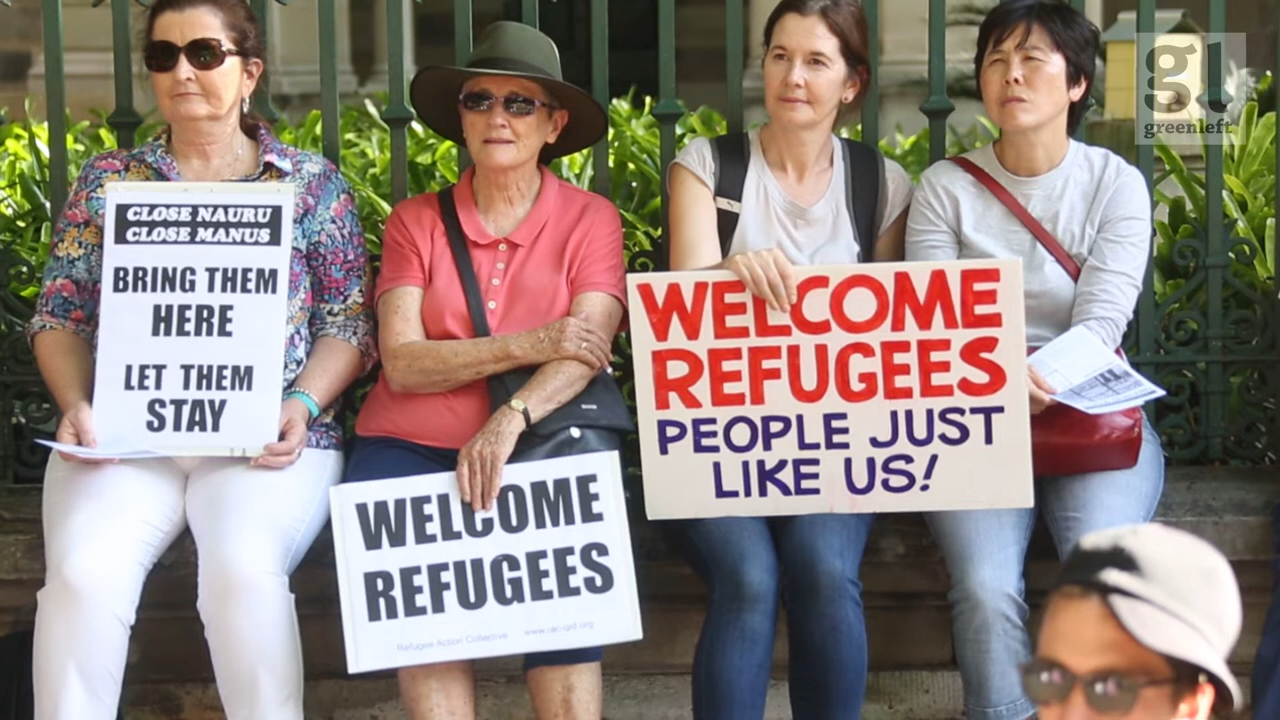 CLOSE NAURU
CLOSE MANUS
BRING THEM
HERE
LET THEM
STAY
WELCOME
REFUGEES
Refugee Action Collective www.rac-qld.org
WELCOME
REFUGEES
PEOPLE JUST
LIKE US!
gl
greenleft